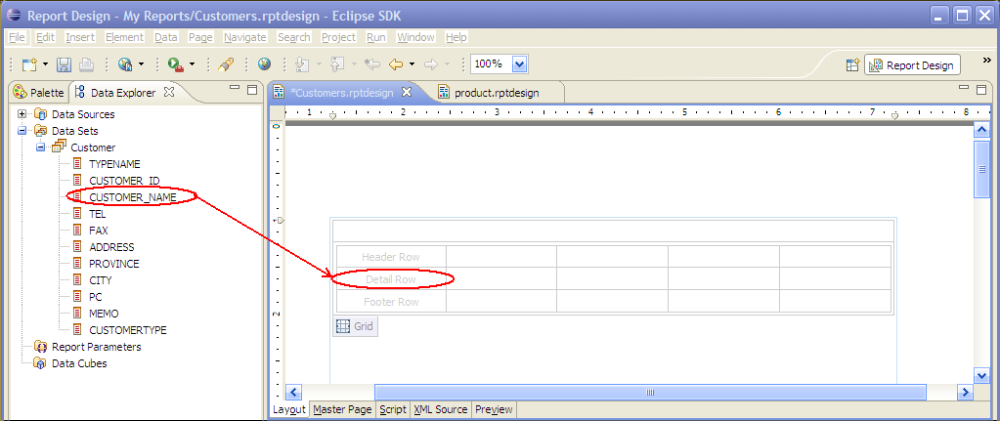 Report Design - My Reports/Customers.rptdesign - Eclipse SDK
File Edit Insert Element Data Page Navigate Search Project Run Window Help
100% Report Design
Palette Data Explorer
*Customers.rptdesign product.rptdesign
1 2 3 4 5 6 7 8
Data Sources
Data Sets
Customer
TYPENAME
CUSTOMER_ID
CUSTOMER_NAME
TEL
FAX
ADDRESS
PROVINCE
CITY
PC
MEMO
CUSTOMERTYPE
Report Parameters
Data Cubes
Header Row
Detail Row
Footer Row
2
Grid
Layout Master Page Script XML Source Preview